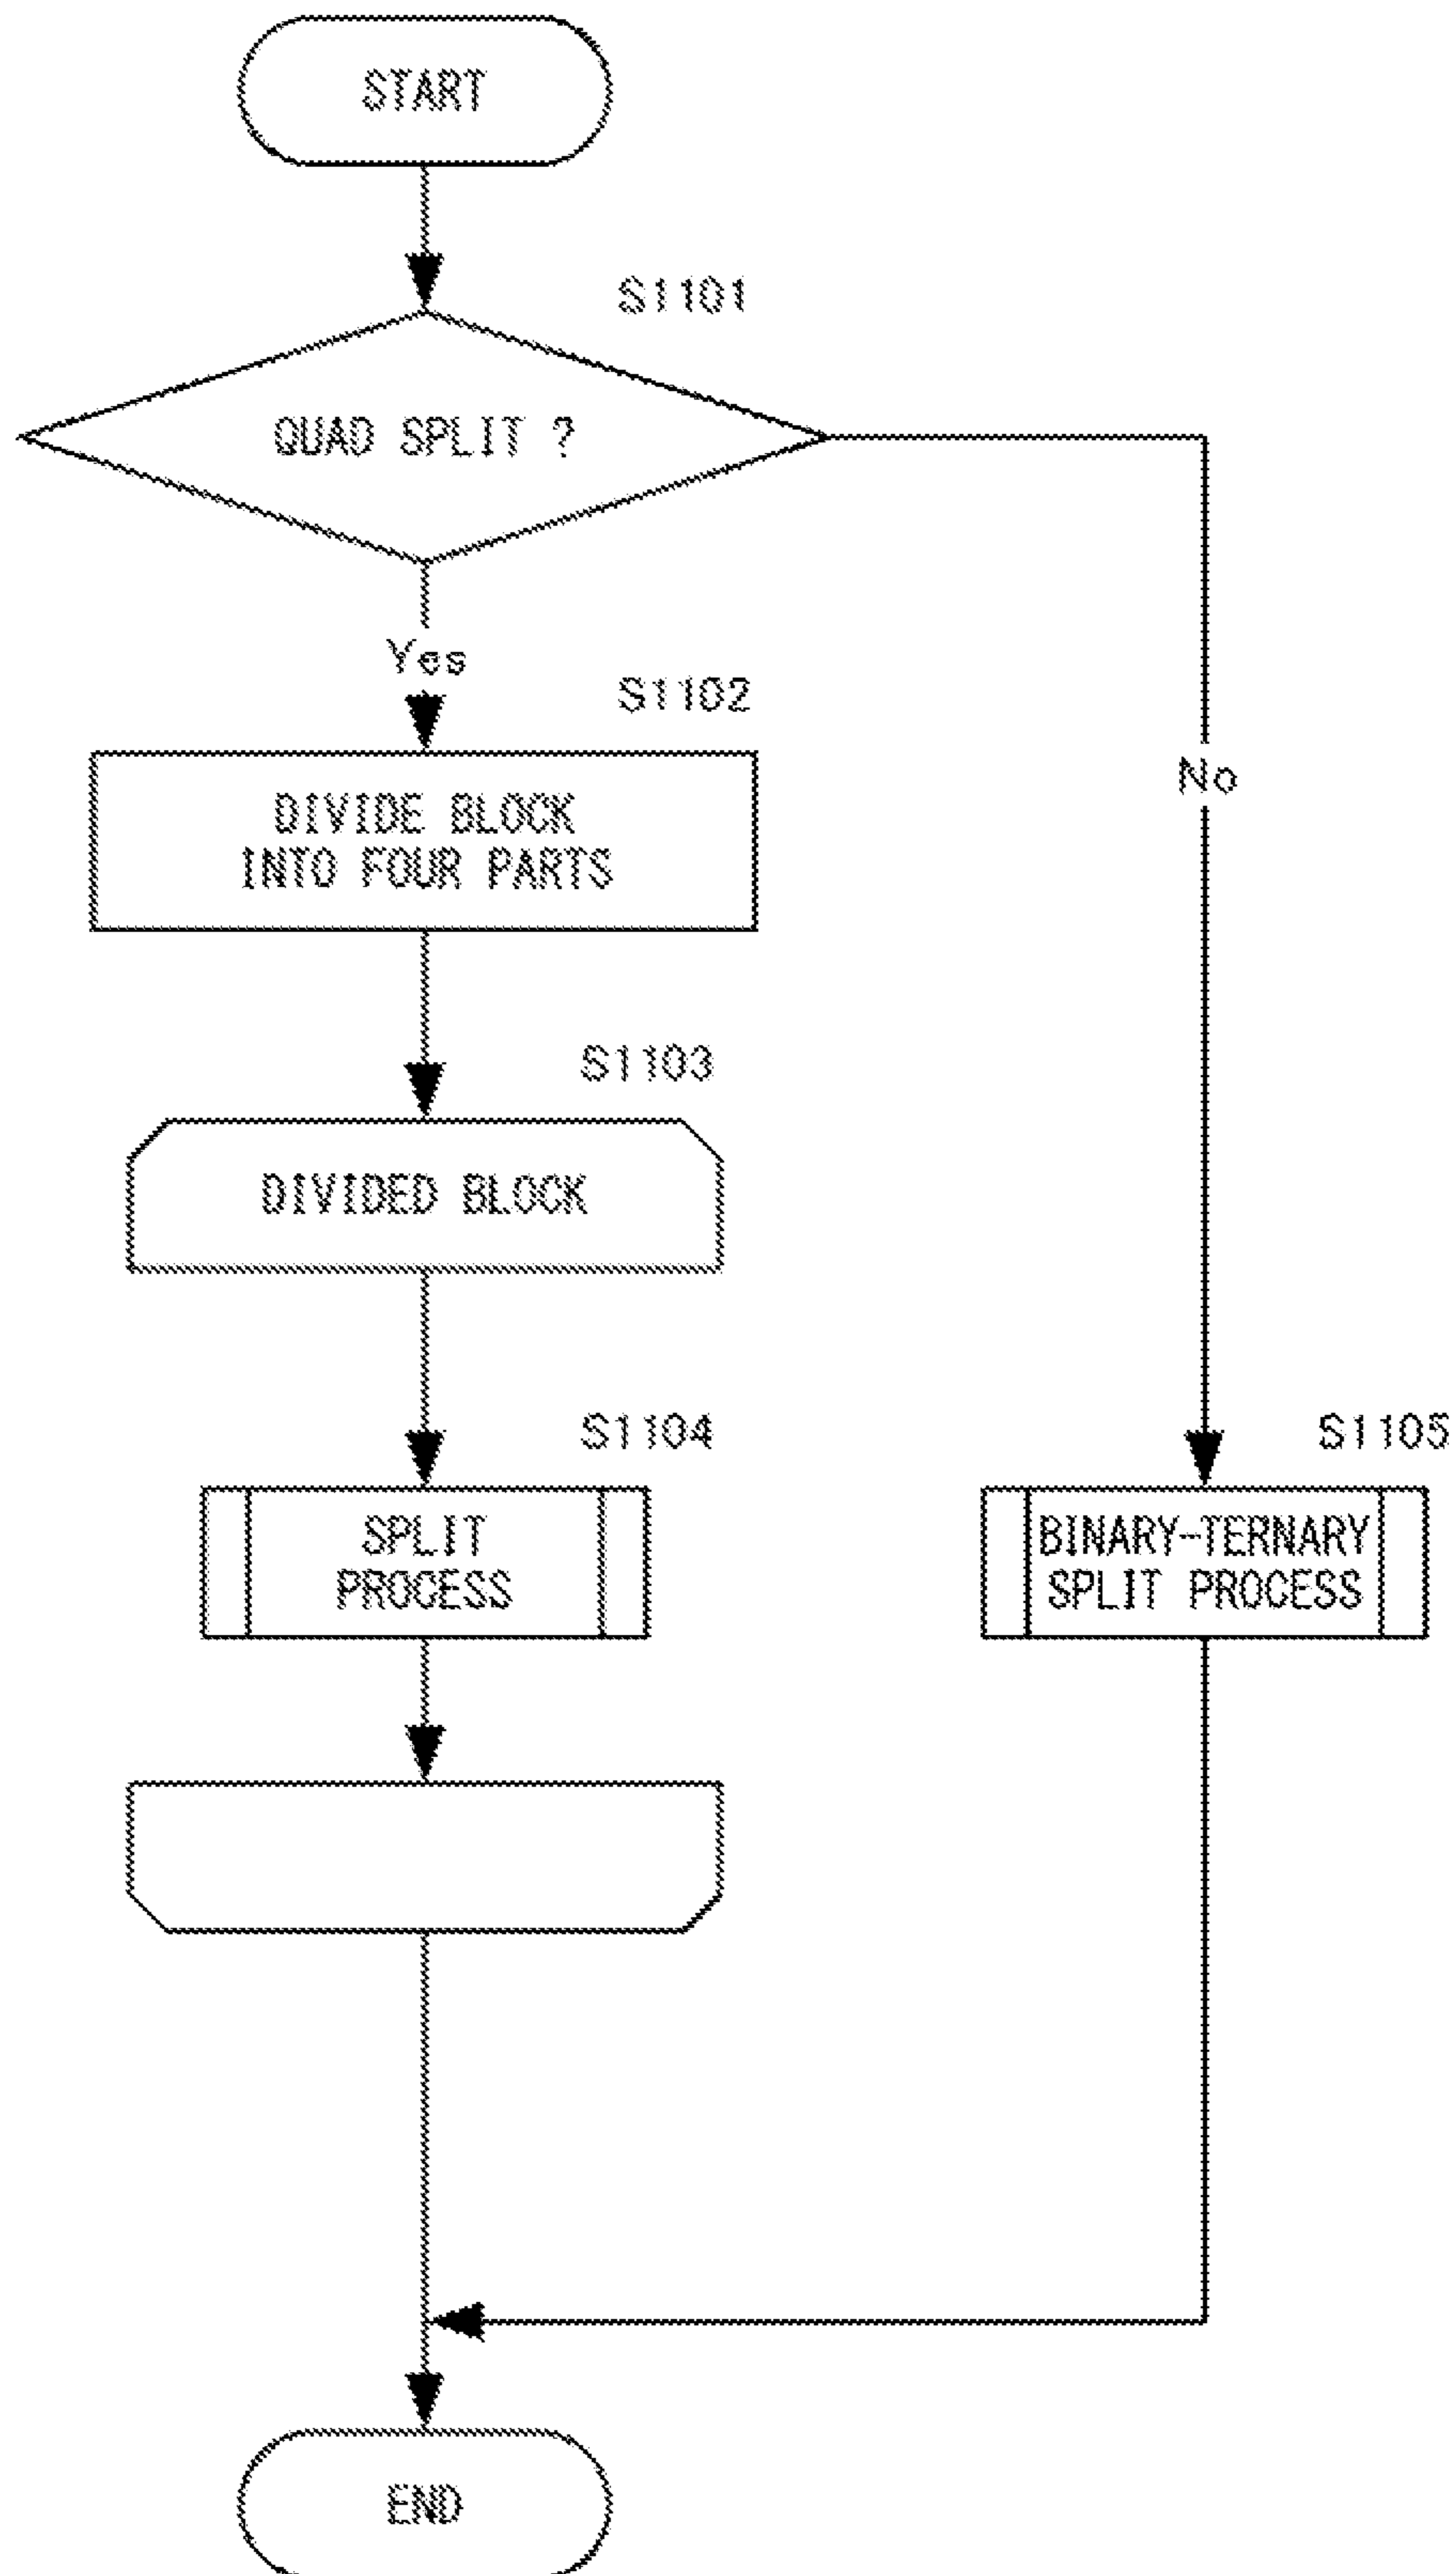 START
S1101
QUAD SPLIT ?
Yes
No
S1102
DIVIDE BLOCK
INTO FOUR PARTS
S1103
DIVIDED BLOCK
S1104
SPLIT
PROCESS
S1105
BINARY-TERNARY
SPLIT PROCESS
END